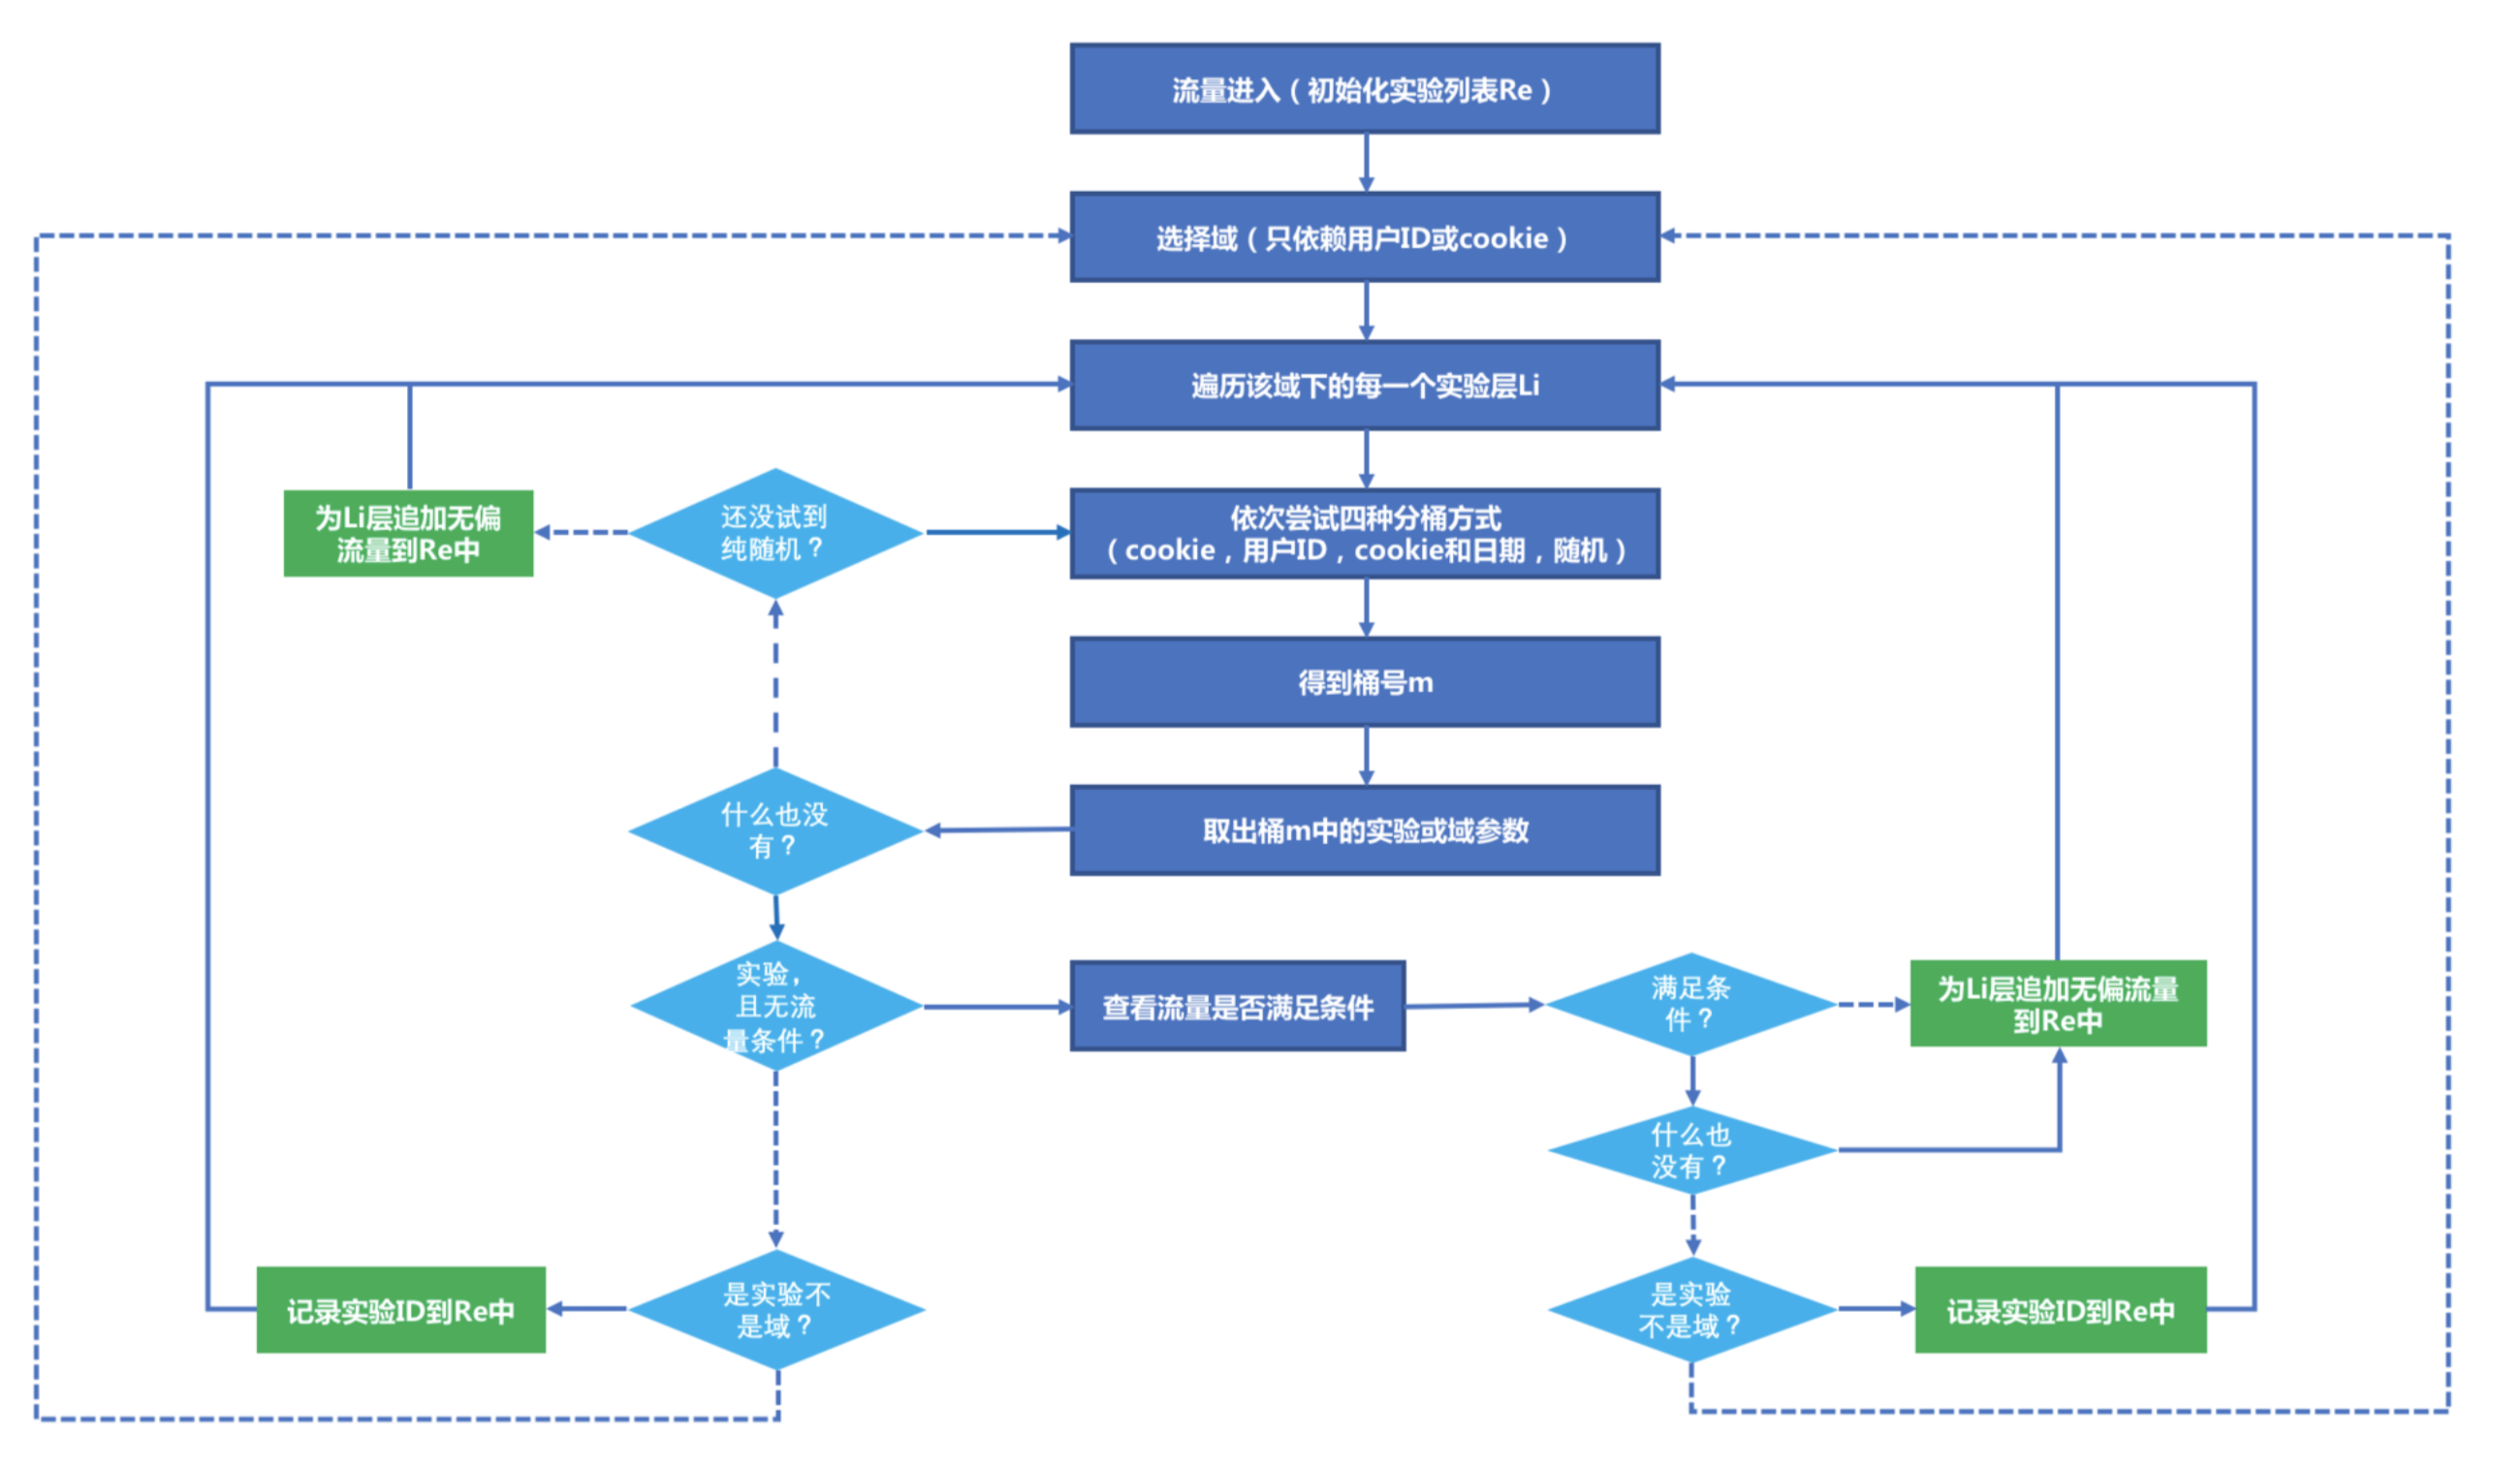 流量进入（初始化实验列表Re）
选择域（只依赖用户ID或cookie）
遍历该域下的每一个实验层Li
为Li层追加无偏
流量到Re中
还没试到
纯随机？
依次尝试四种分桶方式
（cookie，用户ID，cookie和日期，随机）
得到桶号m
什么也没
有？
取出桶m中的实验或域参数
实验，
且无流
量条件？
查看流量是否满足条件
满足条
件？
为Li层追加无偏流量
到Re中
什么也
没有？
记录实验ID到Re中
是实验不
是域？
是实验
不是域？
记录实验ID到Re中